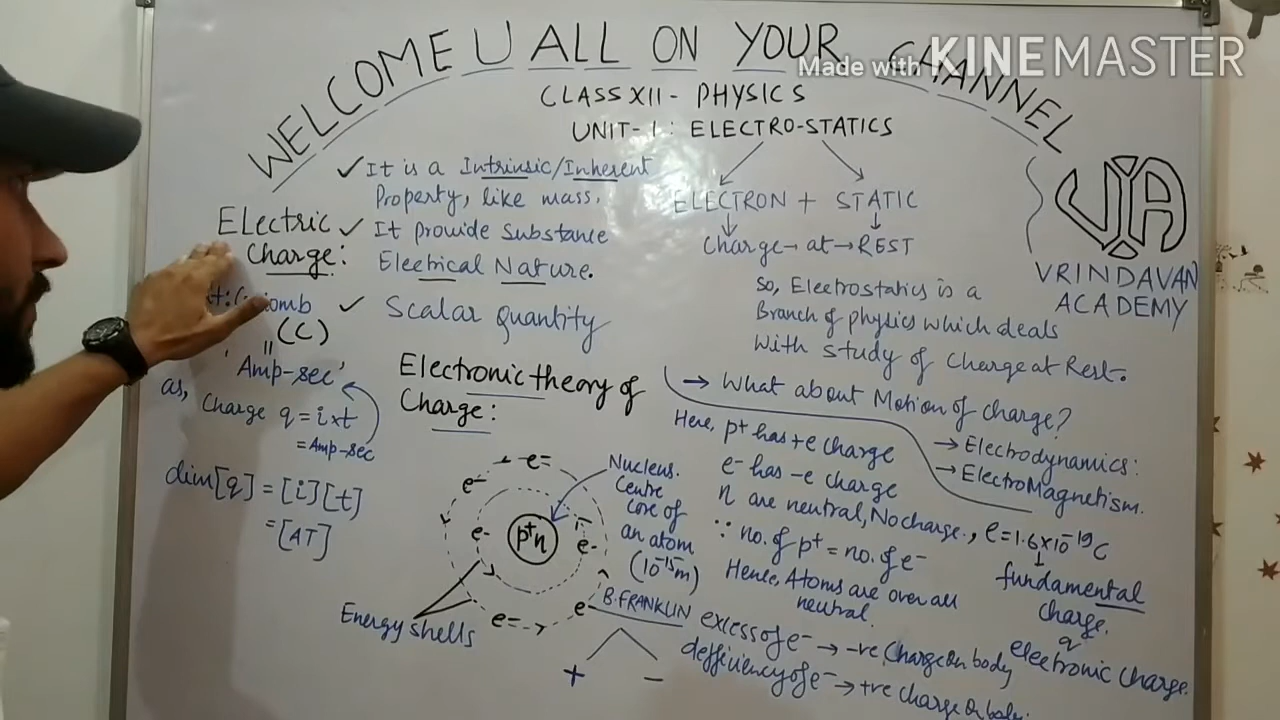 WELCOME U ALL ON YOUR CHANNEL
Made with KINEMASTER
CLASS XII - PHYSICS
UNIT-1 : ELECTRO-STATICS
ELECTRON + STATIC
Charge → at → REST
So, Electrostatics is a
Branch of physics which deals
With study of Charge at Rest.
→ What about Motion of charge?
→ Electrodynamics:
→ ElectroMagnetism.
VA
VRINDAVAN
ACADEMY
Electric
Charge:
✓ It is a Intrinsic/Inherent
Property, like mass.
✓ It provide Substance
Electrical Nature.
✓ Scalar Quantity
(C)
=
'Amp-sec'
as, Charge q = i×t
= Amp-sec
dim[q] = [i][t]
= [AT]
Electronic theory of
Charge:
Nucleus.
Centre
core of
an atom
(10⁻¹⁵m)
e-
e-
e-
p⁺n
e-
e-
e-
Energy shells
Here, p⁺ has +e charge
e⁻ has -e charge
n are neutral, No charge.,
∵ no. of p⁺ = no. of e⁻
Hence, Atoms are over all
neutral.
e = 1.6×10⁻¹⁹C
↓
fundamental
charge.
electronic charge.
B. FRANKLIN
+ −
excess of e⁻ → -ve Charge on body
defficiency of e⁻ → +ve charge on body.